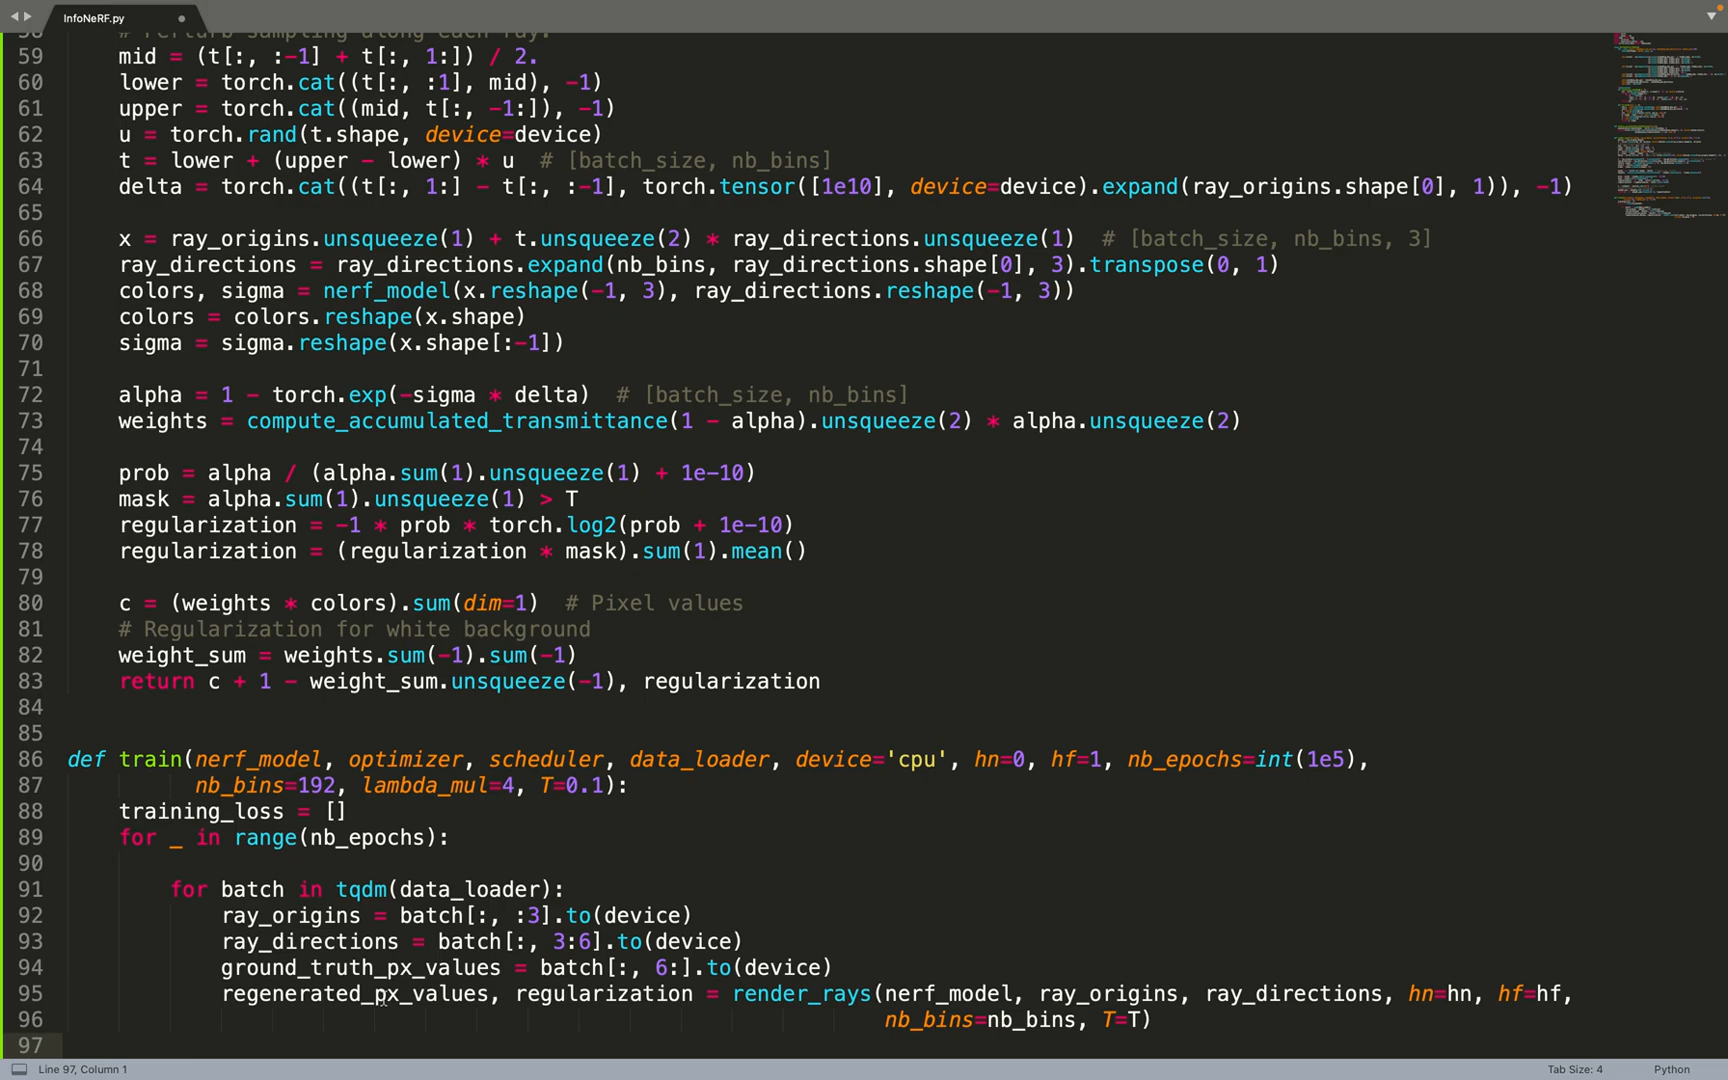 InfoNeRF.py
58 # Perturb sampling along each ray.
59 mid = (t[:, :-1] + t[:, 1:]) / 2.
60 lower = torch.cat((t[:, :1], mid), -1)
61 upper = torch.cat((mid, t[:, -1:]), -1)
62 u = torch.rand(t.shape, device=device)
63 t = lower + (upper - lower) * u  # [batch_size, nb_bins]
64 delta = torch.cat((t[:, 1:] - t[:, :-1], torch.tensor([1e10], device=device).expand(ray_origins.shape[0], 1)), -1)
65
66 x = ray_origins.unsqueeze(1) + t.unsqueeze(2) * ray_directions.unsqueeze(1)  # [batch_size, nb_bins, 3]
67 ray_directions = ray_directions.expand(nb_bins, ray_directions.shape[0], 3).transpose(0, 1)
68 colors, sigma = nerf_model(x.reshape(-1, 3), ray_directions.reshape(-1, 3))
69 colors = colors.reshape(x.shape)
70 sigma = sigma.reshape(x.shape[:-1])
71
72 alpha = 1 - torch.exp(-sigma * delta)  # [batch_size, nb_bins]
73 weights = compute_accumulated_transmittance(1 - alpha).unsqueeze(2) * alpha.unsqueeze(2)
74
75 prob = alpha / (alpha.sum(1).unsqueeze(1) + 1e-10)
76 mask = alpha.sum(1).unsqueeze(1) > T
77 regularization = -1 * prob * torch.log2(prob + 1e-10)
78 regularization = (regularization * mask).sum(1).mean()
79
80 c = (weights * colors).sum(dim=1)  # Pixel values
81 # Regularization for white background
82 weight_sum = weights.sum(-1).sum(-1)
83 return c + 1 - weight_sum.unsqueeze(-1), regularization
84
85
86 def train(nerf_model, optimizer, scheduler, data_loader, device='cpu', hn=0, hf=1, nb_epochs=int(1e5),
87 nb_bins=192, lambda_mul=4, T=0.1):
88 training_loss = []
89 for _ in range(nb_epochs):
90
91 for batch in tqdm(data_loader):
92 ray_origins = batch[:, :3].to(device)
93 ray_directions = batch[:, 3:6].to(device)
94 ground_truth_px_values = batch[:, 6:].to(device)
95 regenerated_px_values, regularization = render_rays(nerf_model, ray_origins, ray_directions, hn=hn, hf=hf,
96 nb_bins=nb_bins, T=T)
97
Line 97, Column 1
Tab Size: 4
Python